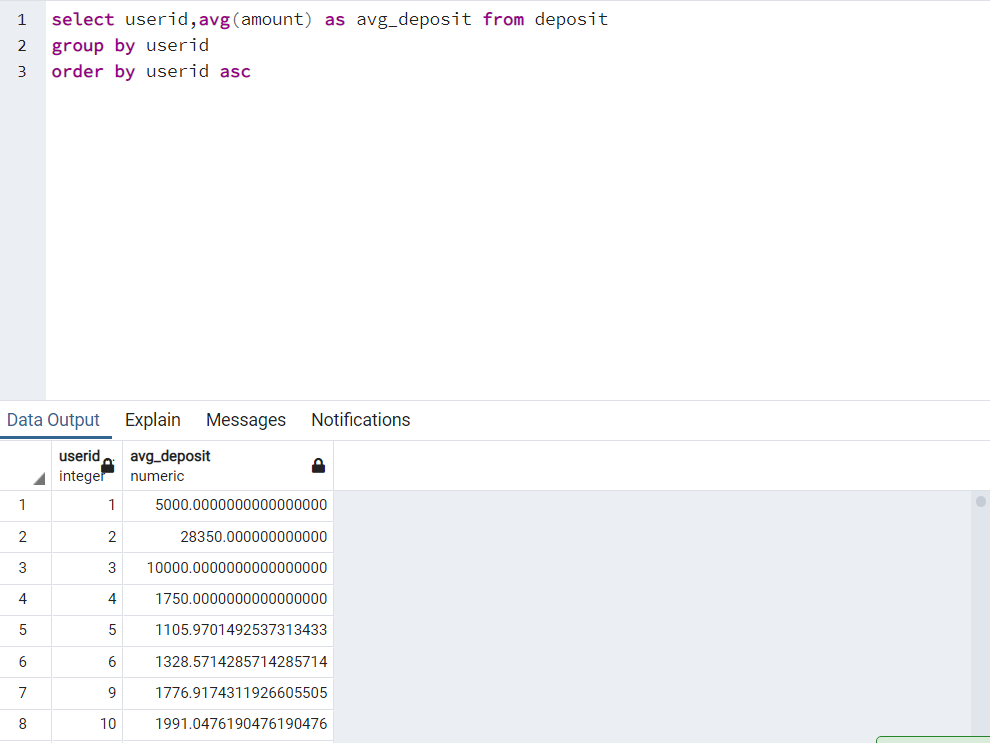 1 select userid,avg(amount) as avg_deposit from deposit
2 group by userid
3 order by userid asc
Data Output Explain Messages Notifications
userid avg_deposit
integer numeric
1 1 5000.0000000000000000
2 2 28350.000000000000
3 3 10000.0000000000000000
4 4 1750.0000000000000000
5 5 1105.9701492537313433
6 6 1328.5714285714285714
7 9 1776.9174311926605505
8 10 1991.0476190476190476